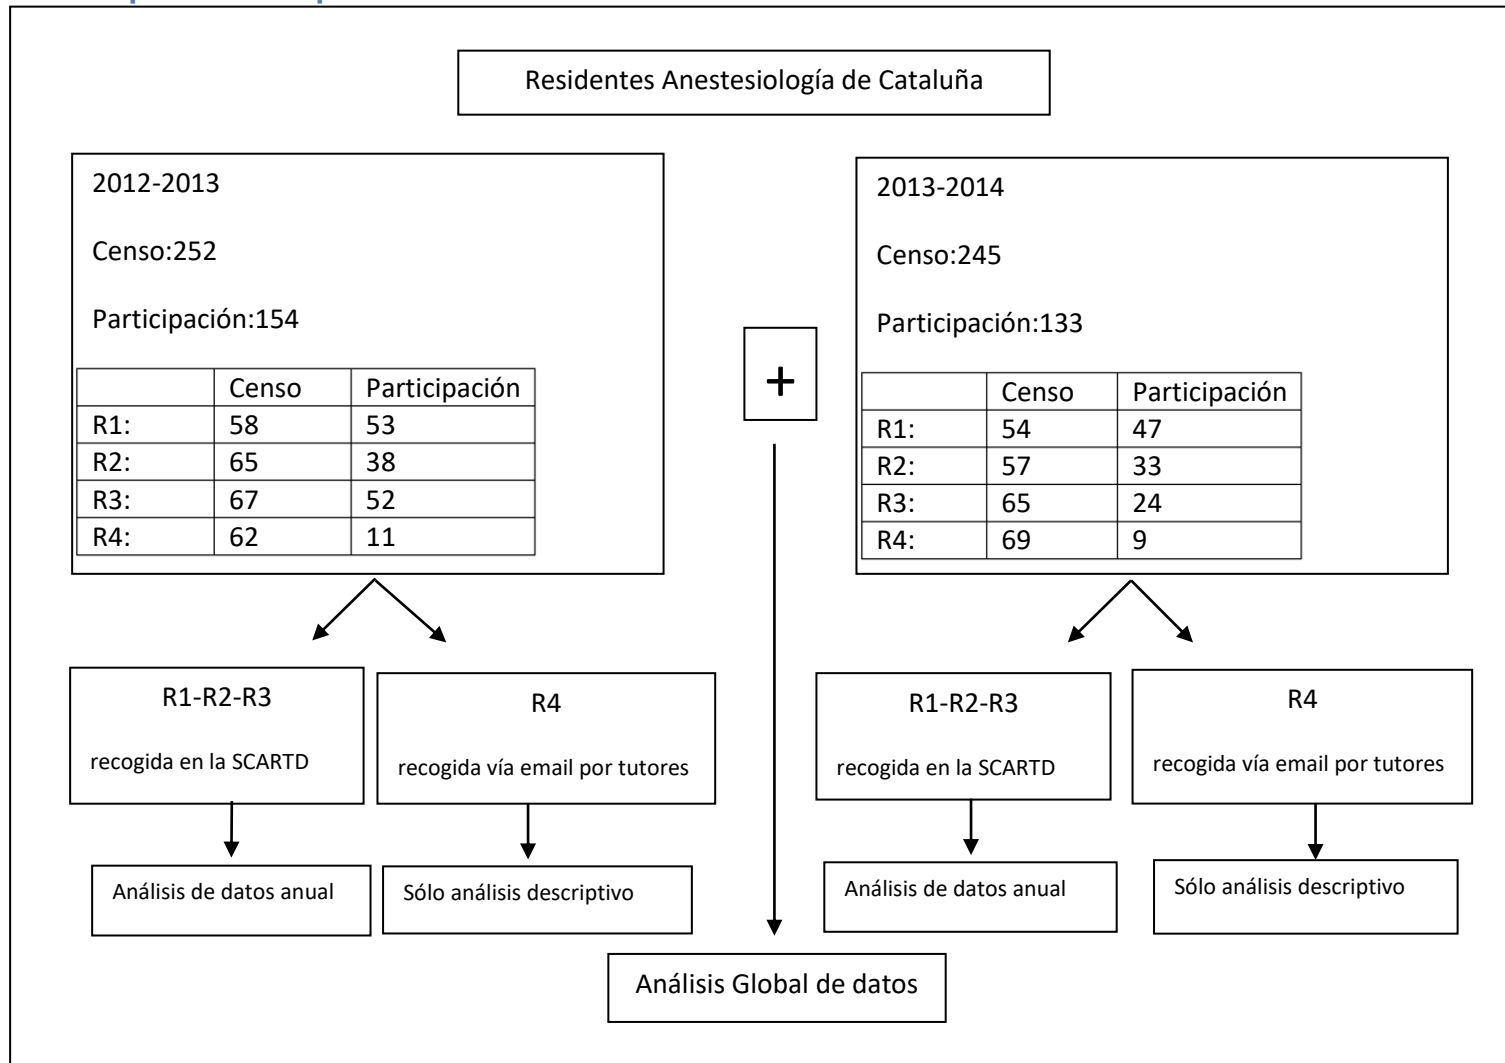 Residentes Anestesiología de Cataluña
2012-2013
Censo:252
Participación:154
Censo Participación
R1: 58 53
R2: 65 38
R3: 67 52
R4: 62 11
+
2013-2014
Censo:245
Participación:133
Censo Participación
R1: 54 47
R2: 57 33
R3: 65 24
R4: 69 9
R1-R2-R3
recogida en la SCARTD
R4
recogida vía email por tutores
R1-R2-R3
recogida en la SCARTD
R4
recogida vía email por tutores
Análisis de datos anual
Sólo análisis descriptivo
Análisis de datos anual
Sólo análisis descriptivo
Análisis Global de datos